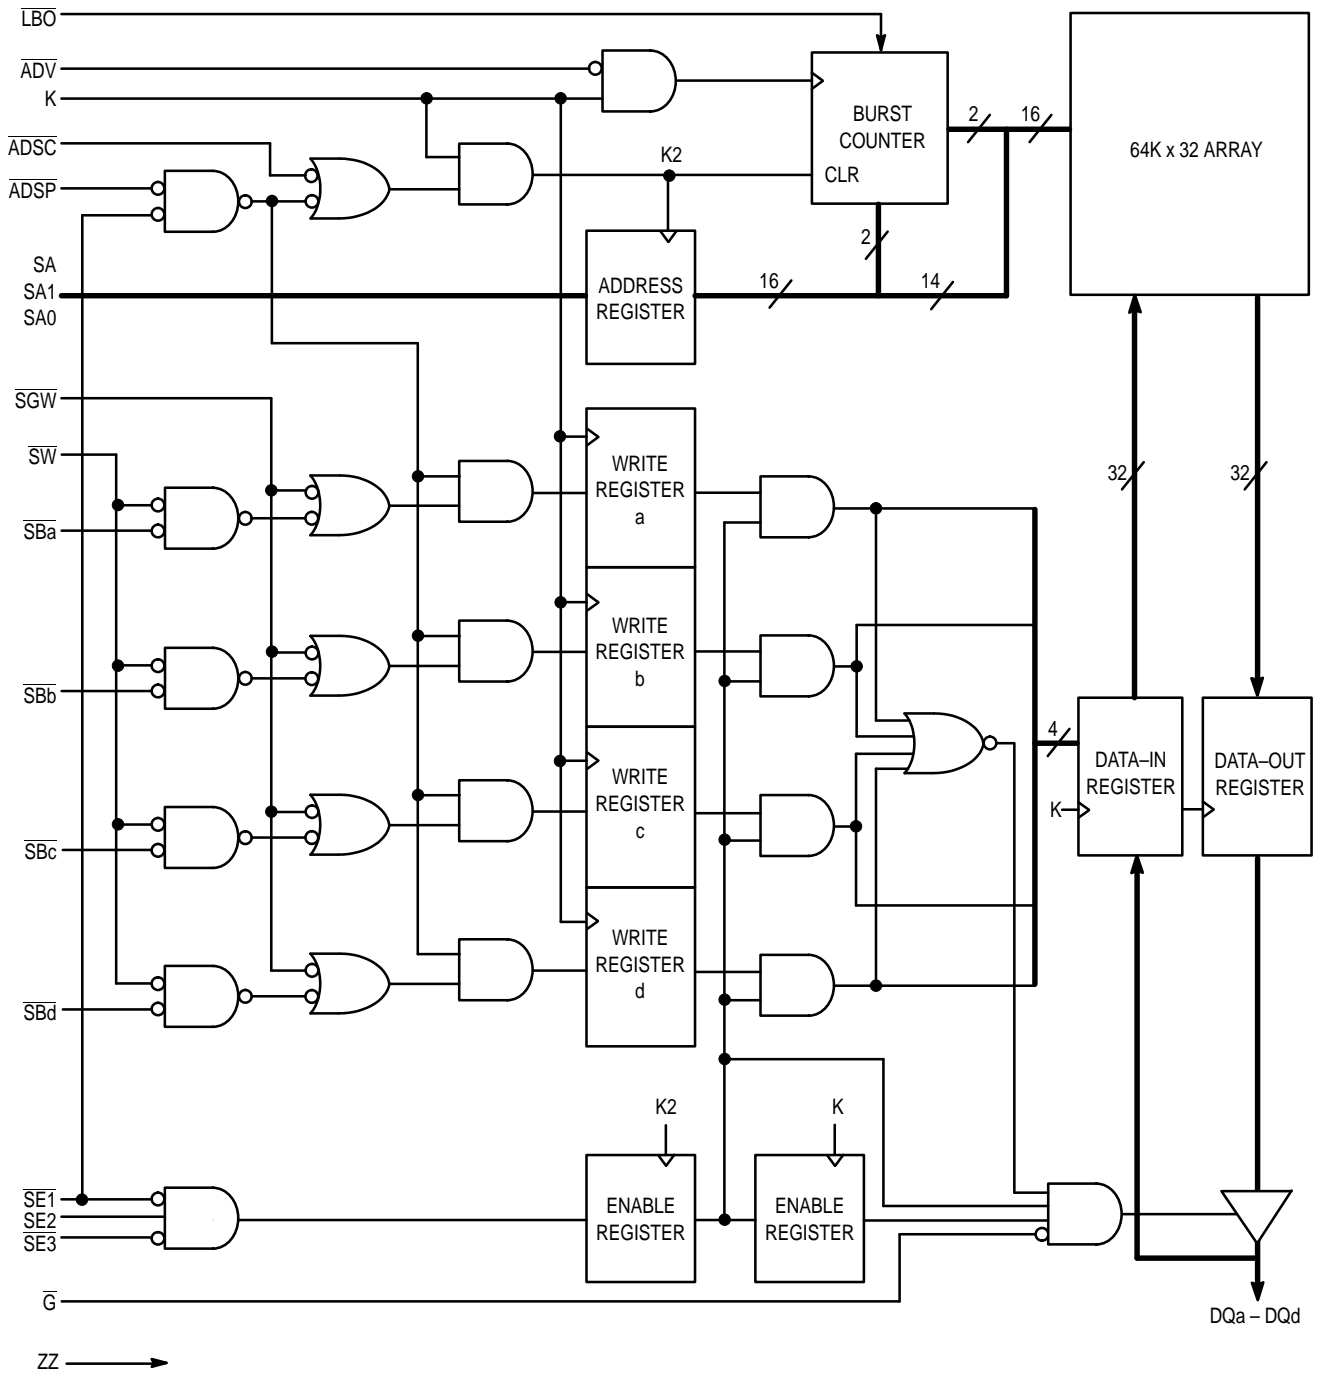 LBO
ADV
K
ADSC
ADSP
K2
BURST
COUNTER
CLR
2
16
64K x 32 ARRAY
2
SA
SA1
SA0
ADDRESS
REGISTER
16
14
SGW
SW
SBa
WRITE
REGISTER
a
32
32
SBb
WRITE
REGISTER
b
4
DATA–IN
REGISTER
K
DATA–OUT
REGISTER
SBc
WRITE
REGISTER
c
SBd
WRITE
REGISTER
d
K2
K
SE1
SE2
SE3
ENABLE
REGISTER
ENABLE
REGISTER
G
DQa – DQd
ZZ